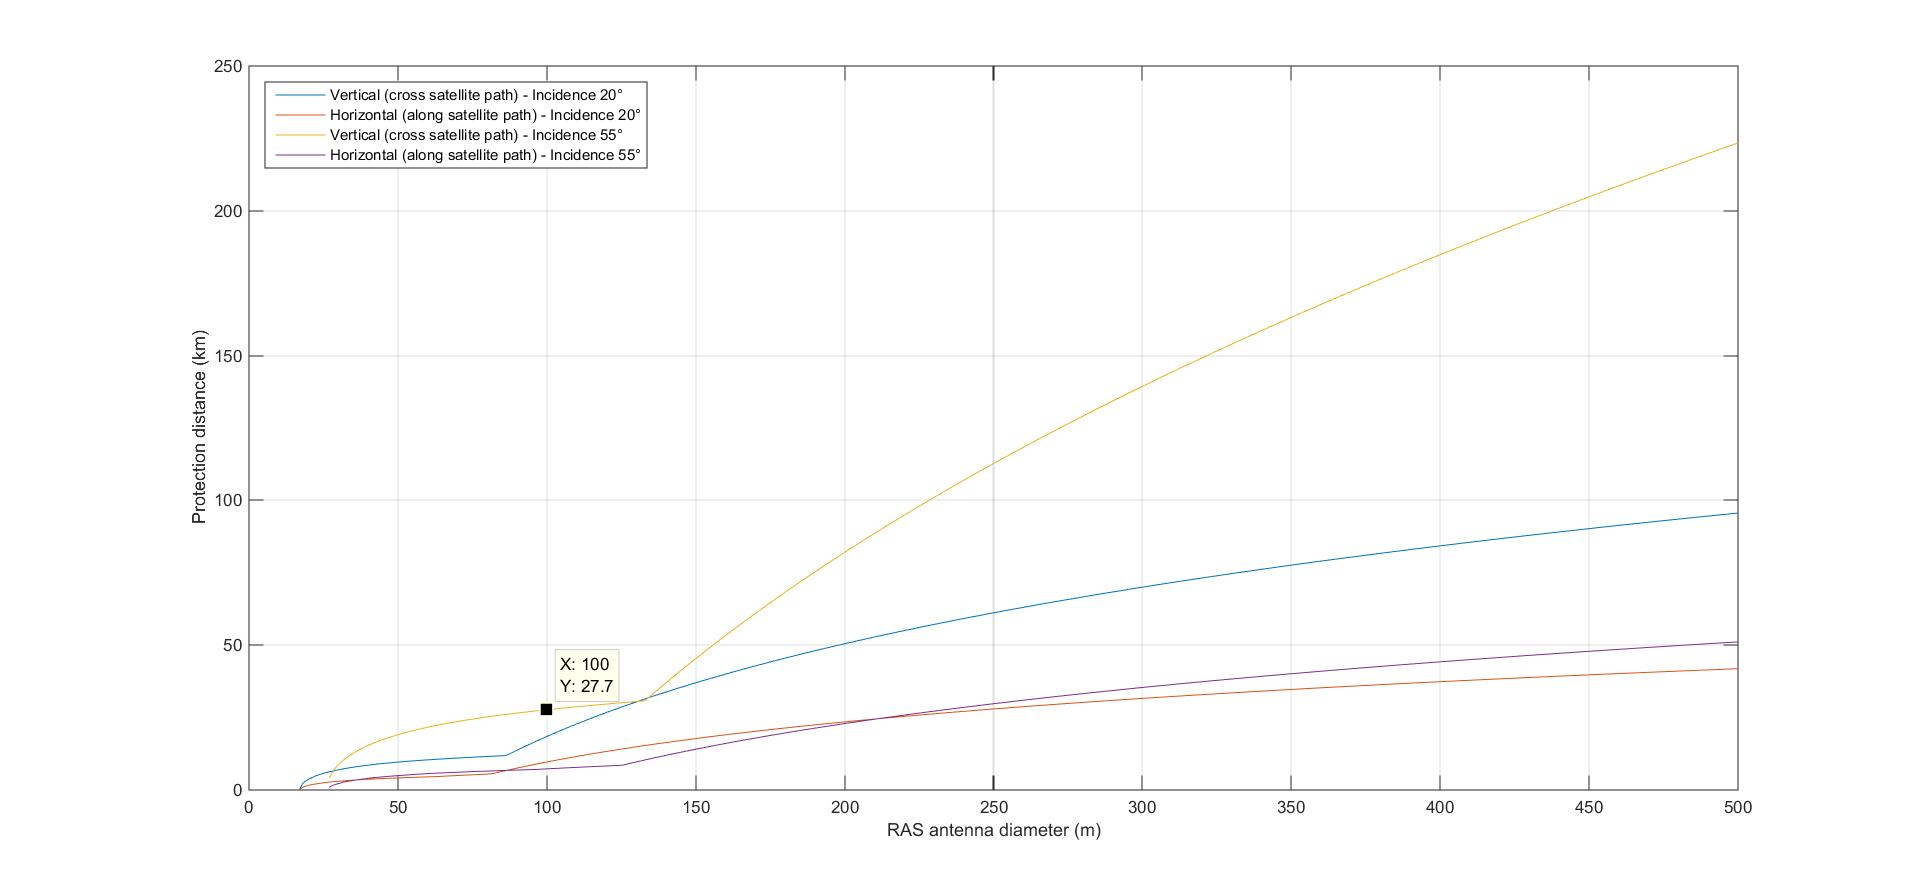 250
200
150
100
50
0
Protection distance (km)
Vertical (cross satellite path) - Incidence 20°
Horizontal (along satellite path) - Incidence 20°
Vertical (cross satellite path) - Incidence 55°
Horizontal (along satellite path) - Incidence 55°
X: 100
Y: 27.7
0 50 100 150 200 250 300 350 400 450 500
RAS antenna diameter (m)